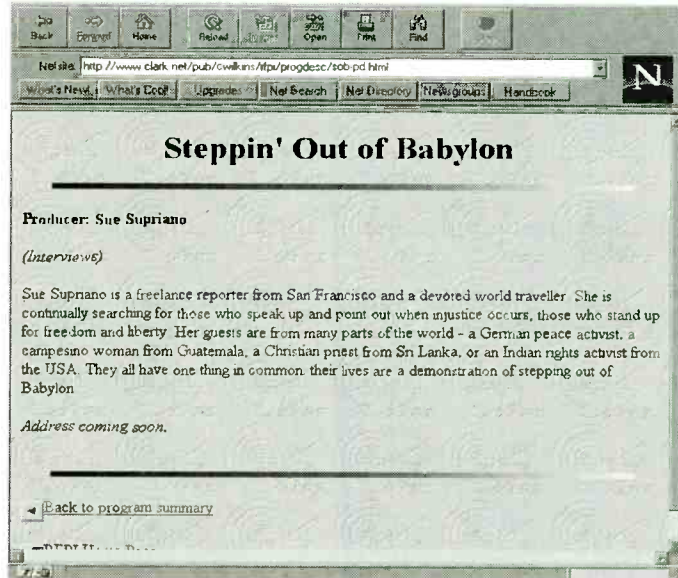 Back Forward Home Reload Open Print Find
Netsite: http://www.clark.net/pub/cwilkins/rfpi/progdesc/sob-pd.html
What's New! What's Cool! Upgrades Net Search Net Directory Newsgroups Handbook
N
Steppin' Out of Babylon
Producer: Sue Supriano
(Interviews)
Sue Supriano is a freelance reporter from San Francisco and a devoted world traveller. She is
continually searching for those who speak up and point out when injustice occurs, those who stand up
for freedom and liberty. Her guests are from many parts of the world - a German peace activist, a
campesino woman from Guatemala, a Christian priest from Sri Lanka, or an Indian rights activist from
the USA. They all have one thing in common: their lives are a demonstration of stepping out of
Babylon.
Address coming soon.
Back to program summary